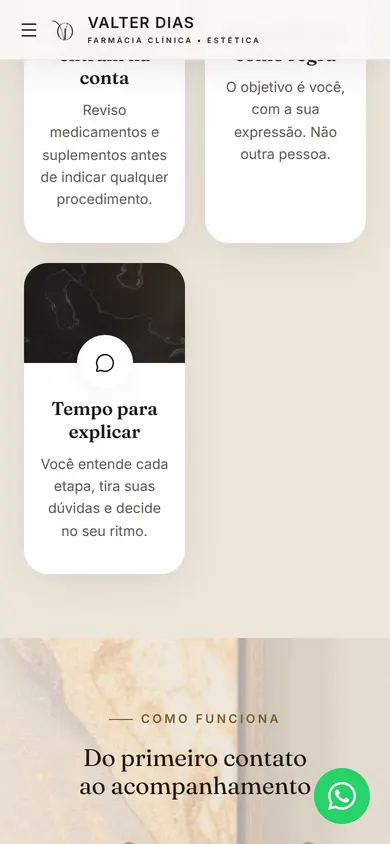 VALTER DIAS
FARMÁCIA CLÍNICA • ESTÉTICA
conta
Reviso
medicamentos e
suplementos antes
de indicar qualquer
procedimento.
O objetivo é você,
com a sua
expressão. Não
outra pessoa.
Tempo para
explicar
Você entende cada
etapa, tira suas
dúvidas e decide
no seu ritmo.
COMO FUNCIONA
Do primeiro contato
ao acompanhamento